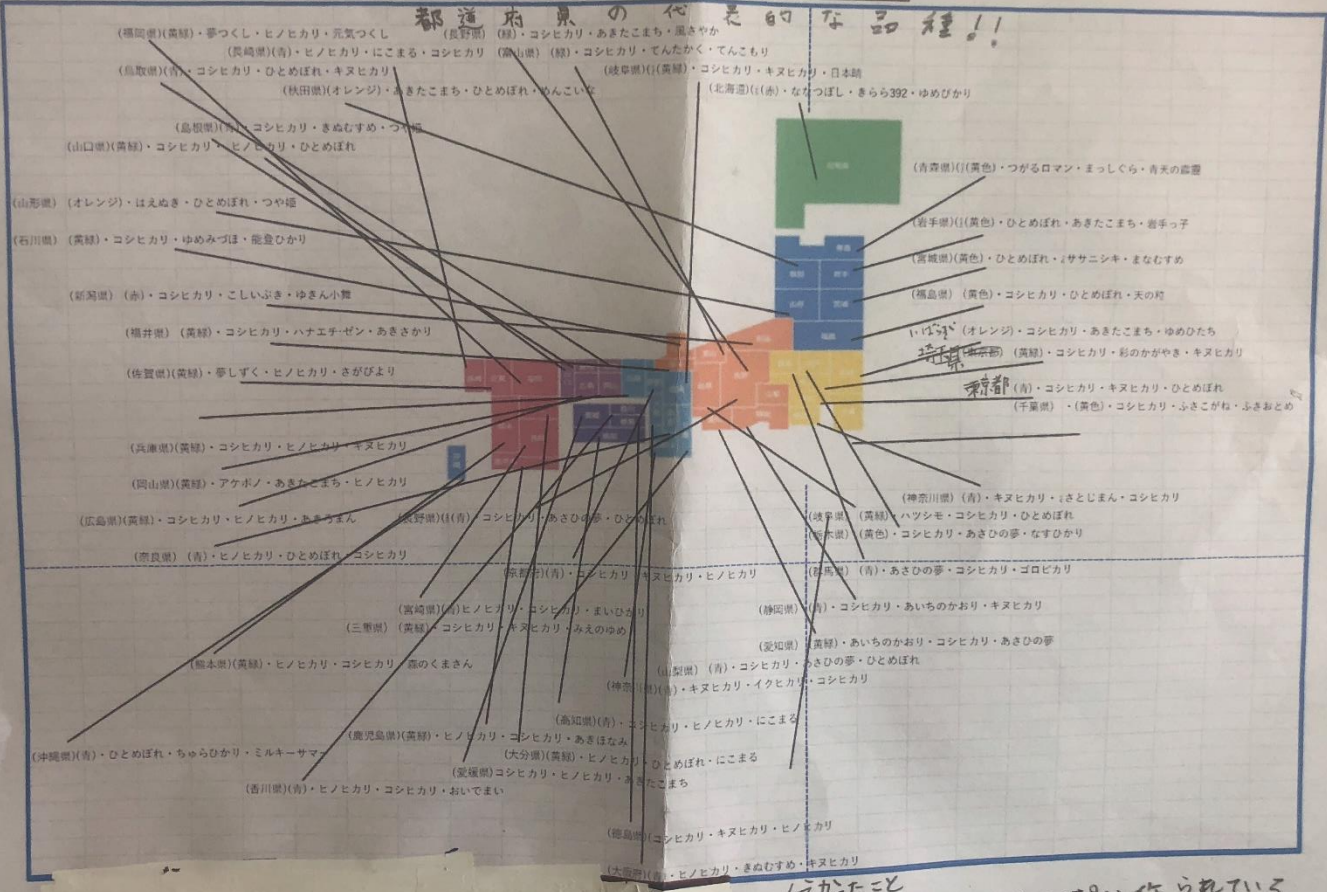 都道府県の代表的な品種!!
(福岡県)(黄緑)・夢つくし・ヒノヒカリ・元気つくし
(長野県) (緑)・コシヒカリ・あきたこまち・風さやか
(長崎県)(青)・ヒノヒカリ・にこまる・コシヒカリ
(富山県) (緑)・コシヒカリ・てんたかく・てんこもり
(鳥取県)(青)・コシヒカリ・ひとめぼれ・キヌヒカリ
(岐阜県)(黄緑)・コシヒカリ・キヌヒカリ・日本晴
(秋田県)(オレンジ)・あきたこまち・ひとめぼれ・めんこいな
(北海道)(赤)・ななつぼし・きらら392・ゆめぴかり
(島根県)(青)・コシヒカリ・きぬむすめ・つや姫
(山口県)(黄緑)・コシヒカリ・ヒノヒカリ・ひとめぼれ
(青森県)(黄色)・つがるロマン・まっしぐら・青天の霹靂
(山形県) (オレンジ)・はえぬき・ひとめぼれ・つや姫
(岩手県)(黄色)・ひとめぼれ・あきたこまち・岩手っ子
(石川県) (黄緑)・コシヒカリ・ゆめみづほ・能登ひかり
(宮城県)(黄色)・ひとめぼれ・ササニシキ・まなむすめ
(新潟県) (赤)・コシヒカリ・こしいぶき・ゆきん小舞
(福島県) (黄色)・コシヒカリ・ひとめぼれ・天の粒
(福井県) (黄緑)・コシヒカリ・ハナエチゼン・あきさかり
いばらぎ (オレンジ)・コシヒカリ・あきたこまち・ゆめひたち
埼玉県 (東京都) (黄緑)・コシヒカリ・彩のかがやき・キヌヒカリ
(佐賀県)(黄緑)・夢しずく・ヒノヒカリ・さがびより
東京都 (青)・コシヒカリ・キヌヒカリ・ひとめぼれ
(千葉県) ・(黄色)・コシヒカリ・ふさこがね・ふさおとめ
(兵庫県)(黄緑)・コシヒカリ・ヒノヒカリ・キヌヒカリ
(岡山県)(黄緑)・アケボノ・あきたこまち・ヒノヒカリ
(神奈川県) (青)・キヌヒカリ・さとじまん・コシヒカリ
(広島県)(黄緑)・コシヒカリ・ヒノヒカリ・あきろまん
(長野県)(青)・コシヒカリ・あさひの夢・ひとめぼれ
(岐阜県) (黄緑)・ハツシモ・コシヒカリ・ひとめぼれ
(栃木県) (黄色)・コシヒカリ・あさひの夢・なすひかり
(奈良県) (青)・ヒノヒカリ・ひとめぼれ・コシヒカリ
(京都府)(青)・コシヒカリ・キヌヒカリ・ヒノヒカリ
(群馬県) (青)・あさひの夢・コシヒカリ・ゴロピカリ
(宮崎県)(青)ヒノヒカリ・コシヒカリ・まいひかり
(静岡県) (青)・コシヒカリ・あいちのかおり・キヌヒカリ
(三重県) (黄緑)・コシヒカリ・キヌヒカリ・みえのゆめ
(愛知県) (黄緑)・あいちのかおり・コシヒカリ・あさひの夢
(熊本県)(黄緑)・ヒノヒカリ・コシヒカリ・森のくまさん
(山梨県) (青)・コシヒカリ・あさひの夢・ひとめぼれ
(神奈川県)(青)・キヌヒカリ・イクヒカリ・コシヒカリ
(高知県)(青)・コシヒカリ・ヒノヒカリ・にこまる
(鹿児島県)(黄緑)・ヒノヒカリ・コシヒカリ・あきほなみ
(沖縄県)(青)・ひとめぼれ・ちゅらひかり・ミルキーサマー
(大分県)(黄緑)・ヒノヒカリ・ひとめぼれ・にこまる
(愛媛県)コシヒカリ・ヒノヒカリ・あきたこまち
(香川県)(青)・ヒノヒカリ・コシヒカリ・おいでまい
(徳島県)(コシヒカリ・キヌヒカリ・ヒノヒカリ
(大阪府)(青)・ヒノヒカリ・きぬむすめ・キヌヒカリ